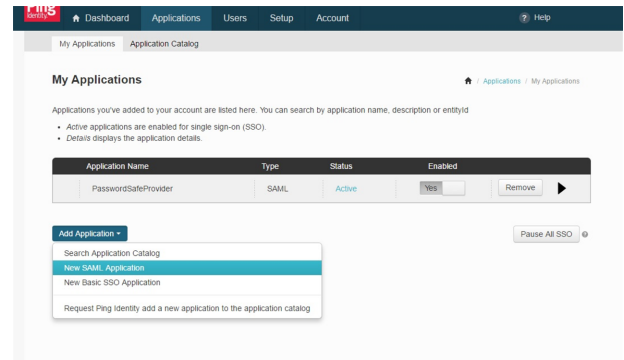 Ping
Identity
Dashboard Applications Users Setup Account Help
My Applications Application Catalog
My Applications
/ Applications / My Applications
Applications you've added to your account are listed here. You can search by application name, description or entityId
• Active applications are enabled for single sign-on (SSO).
• Details displays the application details.
Application Name Type Status Enabled
PasswordSafeProvider SAML Active Yes Remove
Add Application
Pause All SSO
Search Application Catalog
New SAML Application
New Basic SSO Application
Request Ping Identity add a new application to the application catalog